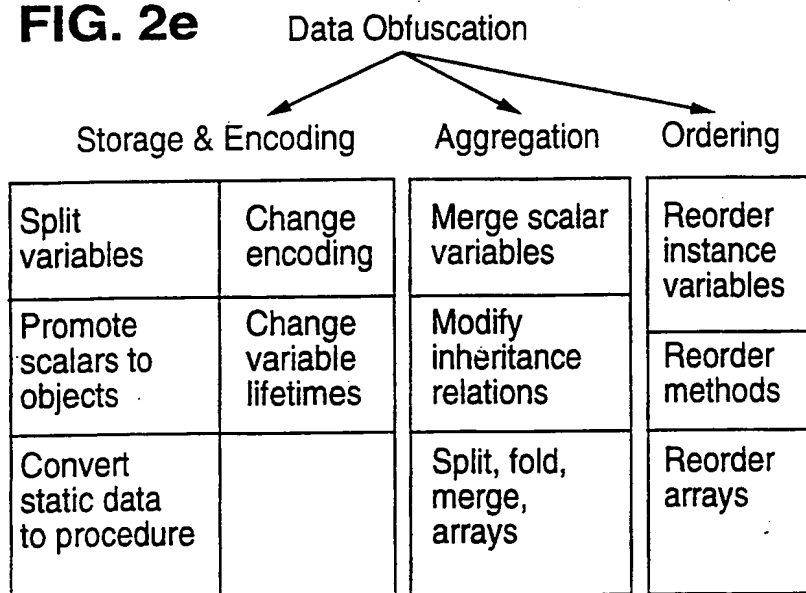 FIG. 2e
Data Obfuscation
Storage & Encoding
Aggregation
Ordering
Split
variables
Change
encoding
Merge scalar
variables
Reorder
instance
variables
Promote
scalars to
objects
Change
variable
lifetimes
Modify
inheritance
relations
Reorder
methods
Convert
static data
to procedure
Split, fold,
merge,
arrays
Reorder
arrays